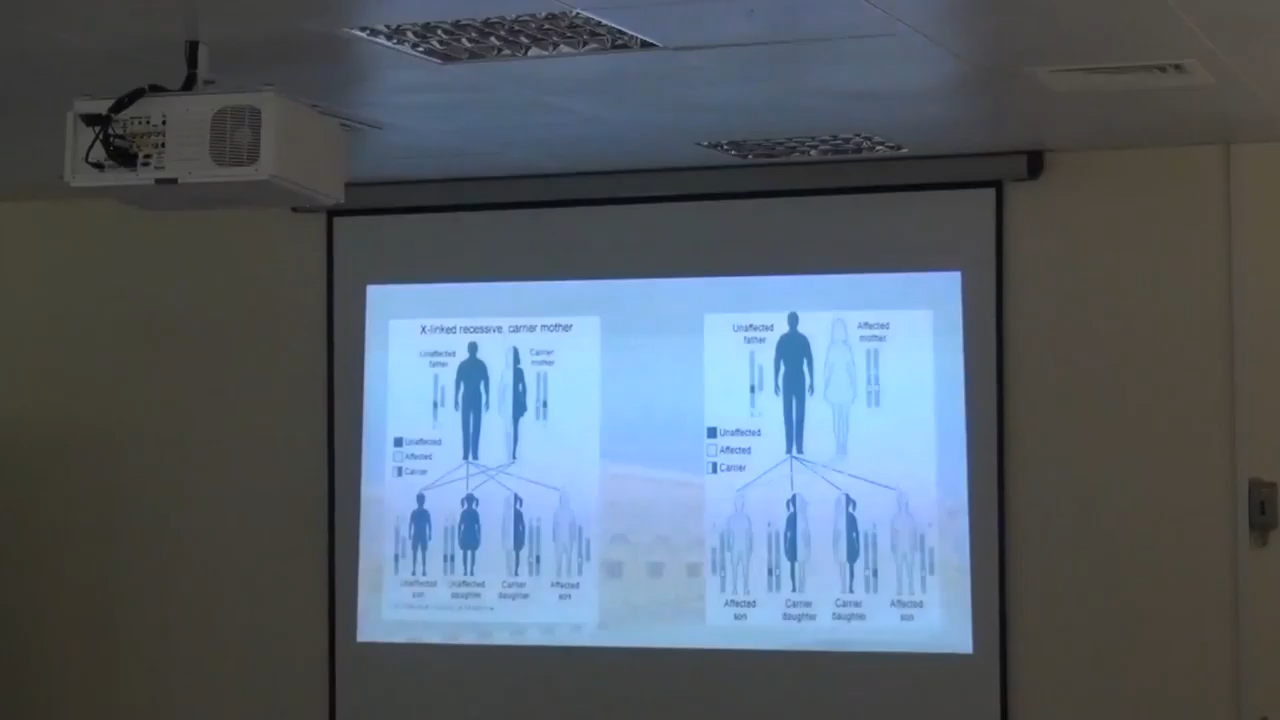 X-linked recessive, carrier mother
Unaffected
father
Carrier
mother
Unaffected
Affected
Carrier
Unaffected
son
Unaffected
daughter
Carrier
daughter
Affected
son
Unaffected
father
Affected
mother
Unaffected
Affected
Carrier
Affected
son
Carrier
daughter
Carrier
daughter
Affected
son